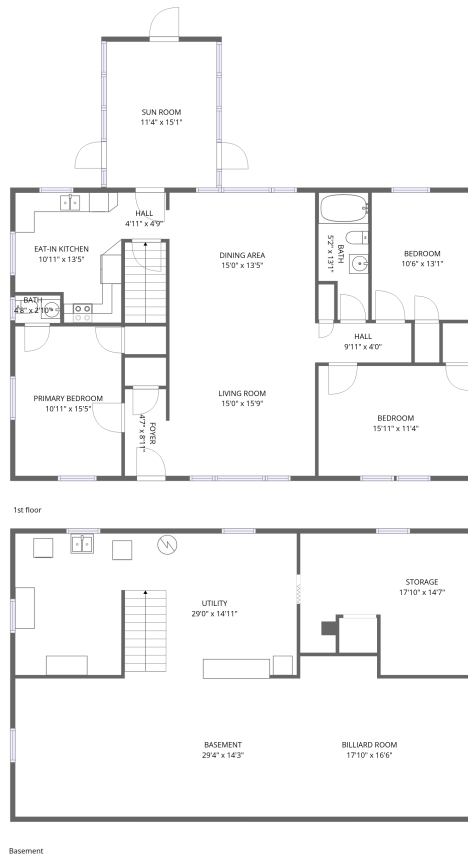 SUN ROOM
11'4" x 15'1"
HALL
4'11" x 4'9"
EAT-IN KITCHEN
10'11" x 13'5"
DINING AREA
15'0" x 13'5"
BATH
5'2" x 13'1"
BEDROOM
10'6" x 13'1"
BATH
4'8" x 2'10"
HALL
9'11" x 4'0"
PRIMARY BEDROOM
10'11" x 15'5"
LIVING ROOM
15'0" x 15'9"
FOYER
4'7" x 8'11"
BEDROOM
15'11" x 11'4"
1st floor
UTILITY
29'0" x 14'11"
STORAGE
17'10" x 14'7"
BASEMENT
29'4" x 14'3"
BILLIARD ROOM
17'10" x 16'6"
Basement